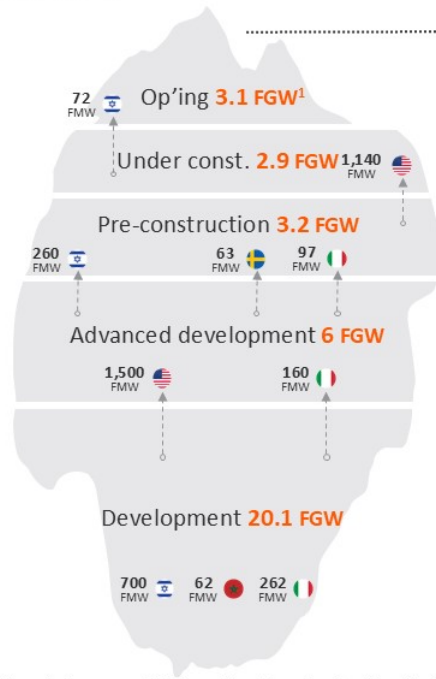 72
FMW
Op'ing 3.1 FGW¹
Under const. 2.9 FGW
1,140
FMW
Pre-construction 3.2 FGW
260
FMW
63
FMW
97
FMW
Advanced development 6 FGW
1,500
FMW
160
FMW
Development 20.1 FGW
700
FMW
62
FMW
262
FMW